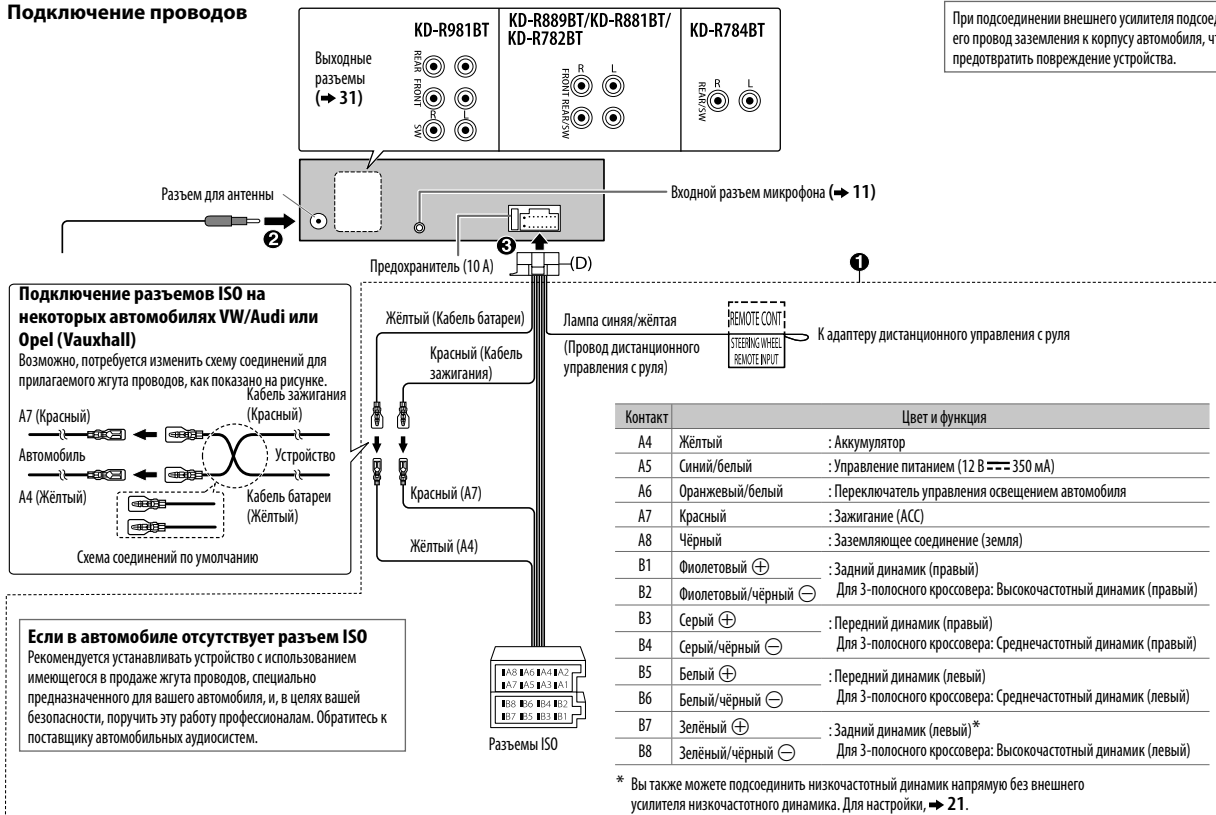 Подключение проводов
KD-R981BT
KD-R889BT/KD-R881BT/
KD-R782BT
KD-R784BT
Выходные
разъемы
(➡ 31)
REAR
FRONT
SW
R
L
FRONT
REAR/SW
R
L
REAR/SW
R
L
При подсоединении внешнего усилителя
его провод заземления к корпусу автомобиля,
предотвратить повреждение устройства.
Разъем для антенны
Входной разъем микрофона (➡ 11)
2
3
Предохранитель (10 А)
(D)
1
Подключение разъемов ISO на
некоторых автомобилях VW/Audi или
Opel (Vauxhall)
Возможно, потребуется изменить схему соединений для
прилагаемого жгута проводов, как показано на рисунке.
Кабель зажигания
(Красный)
A7 (Красный)
Автомобиль
Устройство
A4 (Жёлтый)
Кабель батареи
(Жёлтый)
Схема соединений по умолчанию
Жёлтый (Кабель батареи)
Красный (Кабель
зажигания)
Красный (A7)
Жёлтый (A4)
Лампа синяя/жёлтая
(Провод дистанционного
управления с руля)
REMOTE CONT
STEERING WHEEL
REMOTE INPUT
К адаптеру дистанционного управления с руля
Если в автомобиле отсутствует разъем ISO
Рекомендуется устанавливать устройство с использованием
имеющегося в продаже жгута проводов, специально
предназначенного для вашего автомобиля, и, в целях вашей
безопасности, поручить эту работу профессионалам. Обратитесь к
поставщику автомобильных аудиосистем.
A8 A6 A4 A2
A7 A5 A3 A1
B8 B6 B4 B2
B7 B5 B3 B1
Разъемы ISO
Контакт Цвет и функция
A4 Жёлтый : Аккумулятор
A5 Синий/белый : Управление питанием (12 В ⎓ 350 мА)
A6 Оранжевый/белый : Переключатель управления освещением автомобиля
A7 Красный : Зажигание (ACC)
A8 Чёрный : Заземляющее соединение (земля)
B1 Фиолетовый ⊕ : Задний динамик (правый)
B2 Фиолетовый/чёрный ⊖ Для 3-полосного кроссовера: Высокочастотный динамик (правый)
B3 Серый ⊕ : Передний динамик (правый)
B4 Серый/чёрный ⊖ Для 3-полосного кроссовера: Среднечастотный динамик (правый)
B5 Белый ⊕ : Передний динамик (левый)
B6 Белый/чёрный ⊖ Для 3-полосного кроссовера: Среднечастотный динамик (левый)
B7 Зелёный ⊕ : Задний динамик (левый)*
B8 Зелёный/чёрный ⊖ Для 3-полосного кроссовера: Высокочастотный динамик (левый)
* Вы также можете подсоединить низкочастотный динамик напрямую без внешнего
усилителя низкочастотного динамика. Для настройки, ➡ 21.